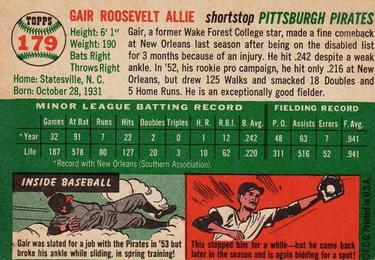 TOPPS
179
GAIR ROOSEVELT ALLIE shortstop PITTSBURGH PIRATES
Height: 6' 1"
Weight: 190
Bats Right
Throws Right
Home: Statesville, N. C.
Born: October 28, 1931
Gair, a former Wake Forest College star, made a fine comeback
at New Orleans last season after being on the disabled list
for 3 months because of an injury. He hit .242 despite a weak
ankle. In '52, his rookie pro campaign, he hit only .216 at New
Orleans, but drew 125 Walks and smacked 18 Doubles and
5 Home Runs. He is an exceptionally good fielder.
MINOR LEAGUE BATTING RECORD FIELDING RECORD
Games At Bat Runs Hits Doubles Triples H. R. R.B.I. B. Avg. P.O. Assists Errors F. Avg.
*Year 32 91 7 22 2 2 0 12 .242 48 63 7 .941
Life 187 578 80 127 20 3 5 64 .220 311 516 52 .941
*Record with New Orleans (Southern Association).
INSIDE BASEBALL
Gair was slated for a job with the Pirates in '53 but
broke his ankle while sliding, in spring training!
This stopped him for a while—but he came back
later in the season and is again bidding for a spot!